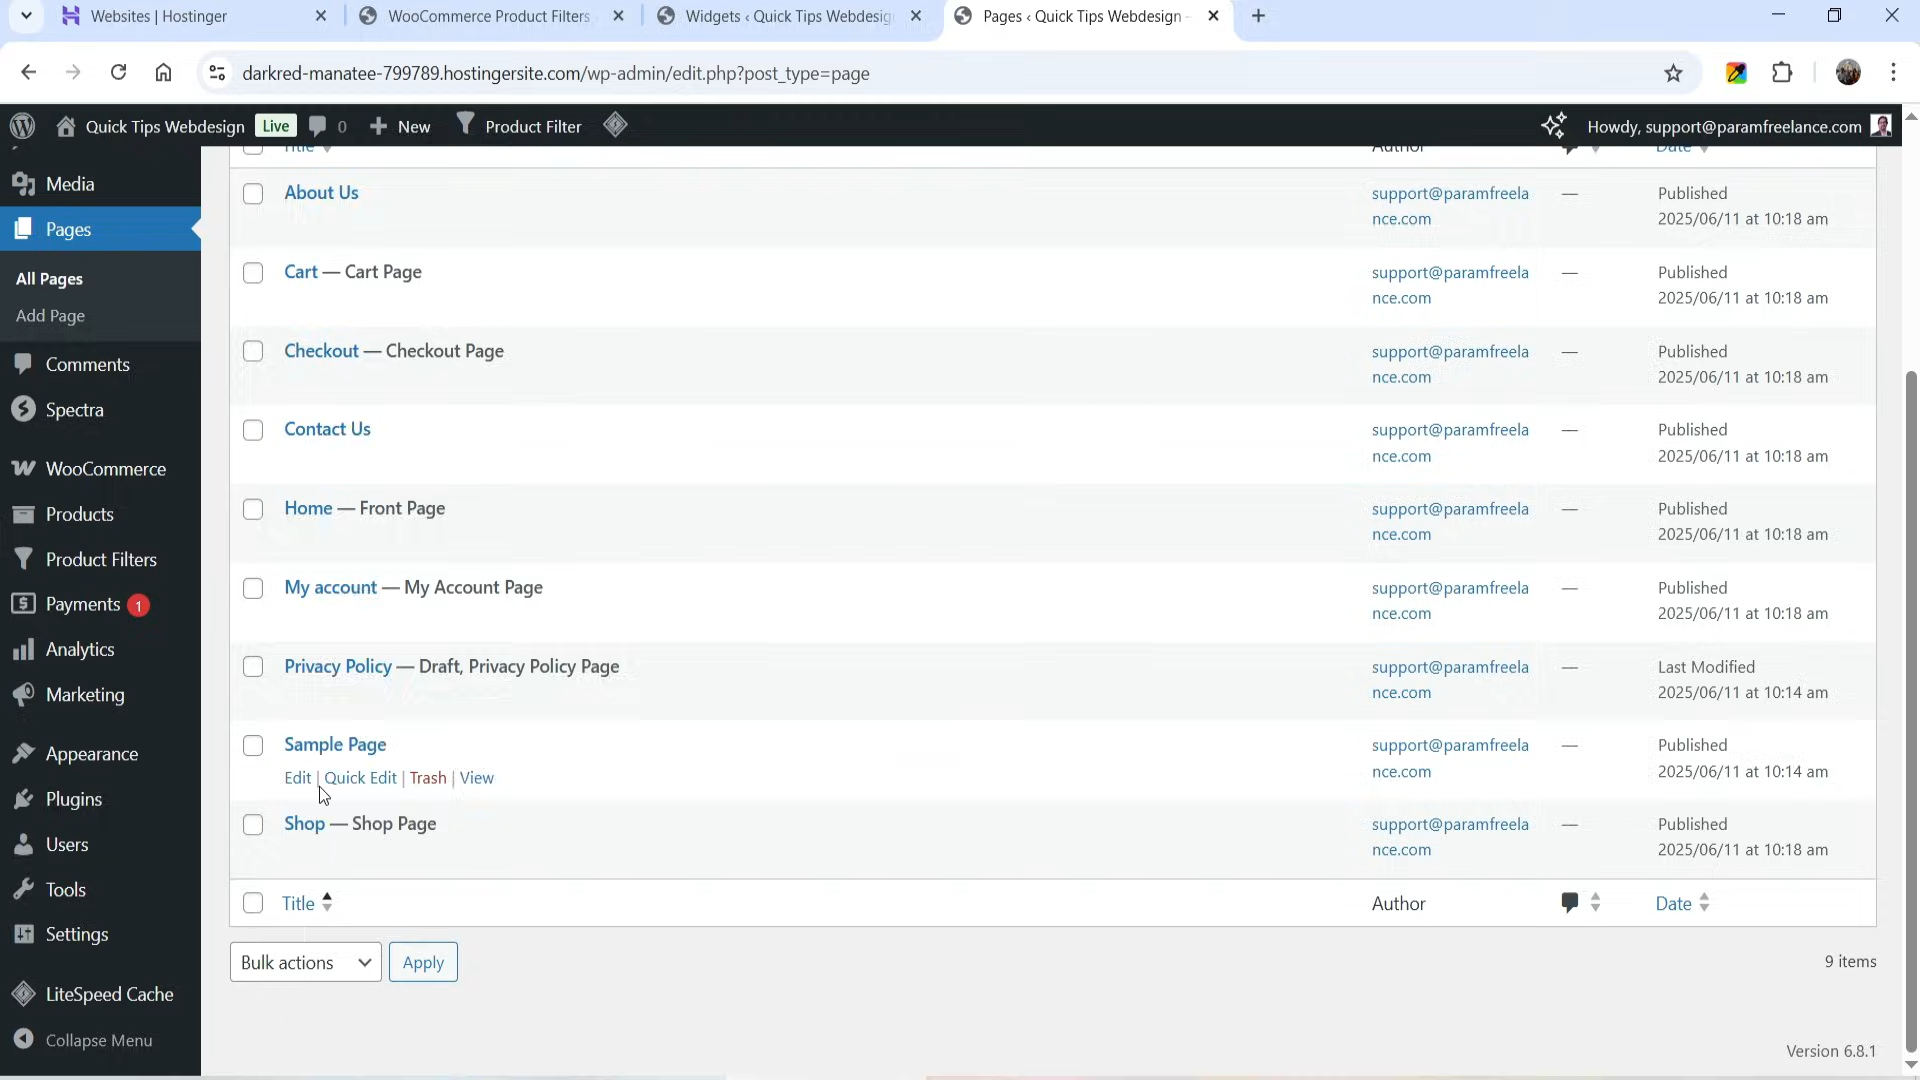 Websites | Hostinger
WooCommerce Product Filters
Widgets ‹ Quick Tips Webdesig
Pages ‹ Quick Tips Webdesign -
darkred-manatee-799789.hostingersite.com/wp-admin/edit.php?post_type=page
Quick Tips Webdesign Live 0 New Product Filter Howdy, support@paramfreelance.com
Title Author Date
Media
Pages
All Pages
Add Page
Comments
Spectra
WooCommerce
Products
Product Filters
Payments 1
Analytics
Marketing
Appearance
Plugins
Users
Tools
Settings
LiteSpeed Cache
Collapse Menu
About Us support@paramfreela — Published
nce.com 2025/06/11 at 10:18 am
Cart — Cart Page support@paramfreela — Published
nce.com 2025/06/11 at 10:18 am
Checkout — Checkout Page support@paramfreela — Published
nce.com 2025/06/11 at 10:18 am
Contact Us support@paramfreela — Published
nce.com 2025/06/11 at 10:18 am
Home — Front Page support@paramfreela — Published
nce.com 2025/06/11 at 10:18 am
My account — My Account Page support@paramfreela — Published
nce.com 2025/06/11 at 10:18 am
Privacy Policy — Draft, Privacy Policy Page support@paramfreela — Last Modified
nce.com 2025/06/11 at 10:14 am
Sample Page support@paramfreela — Published
Edit | Quick Edit | Trash | View nce.com 2025/06/11 at 10:14 am
Shop — Shop Page support@paramfreela — Published
nce.com 2025/06/11 at 10:18 am
Title Author Date
Bulk actions Apply 9 items
Version 6.8.1